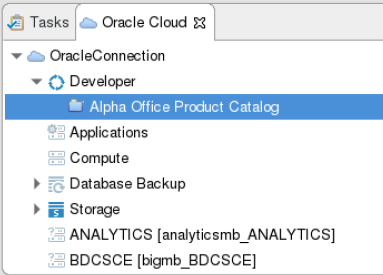 Tasks Oracle Cloud
OracleConnection
Developer
Alpha Office Product Catalog
Applications
Compute
Database Backup
Storage
ANALYTICS [analyticsmb_ANALYTICS]
BDCSCE [bigmb_BDCSCE]